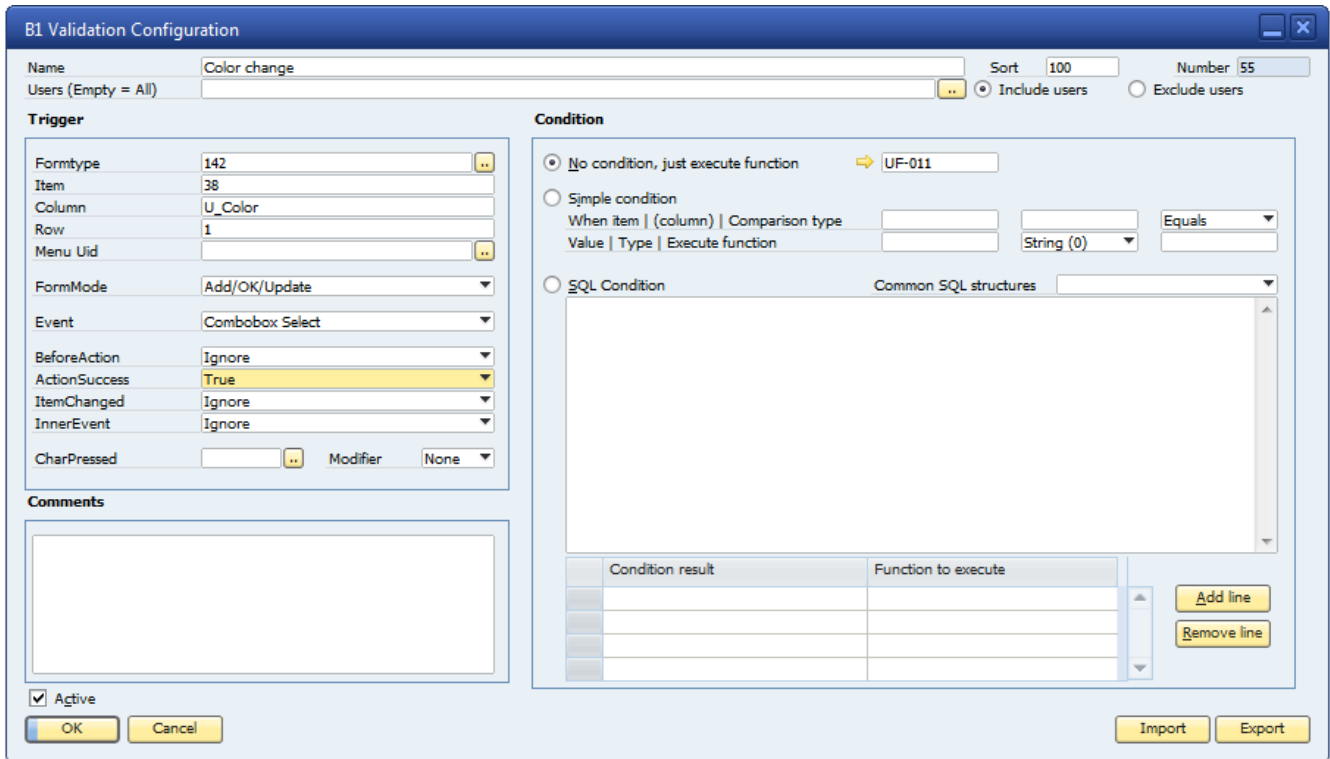 B1 Validation Configuration
Name Color change Sort 100 Number 55
Users (Empty = All) .. Include users Exclude users
Trigger
Formtype 142 ..
Item 38
Column U_Color
Row 1
Menu Uid ..
FormMode Add/OK/Update
Event Combobox Select
BeforeAction Ignore
ActionSuccess True
ItemChanged Ignore
InnerEvent Ignore
CharPressed .. Modifier None
Comments
Condition
No condition, just execute function UF-011
Simple condition
When item | (column) | Comparison type Equals
Value | Type | Execute function String (0)
SQL Condition Common SQL structures
Condition result Function to execute
Add line
Remove line
Active
OK Cancel Import Export